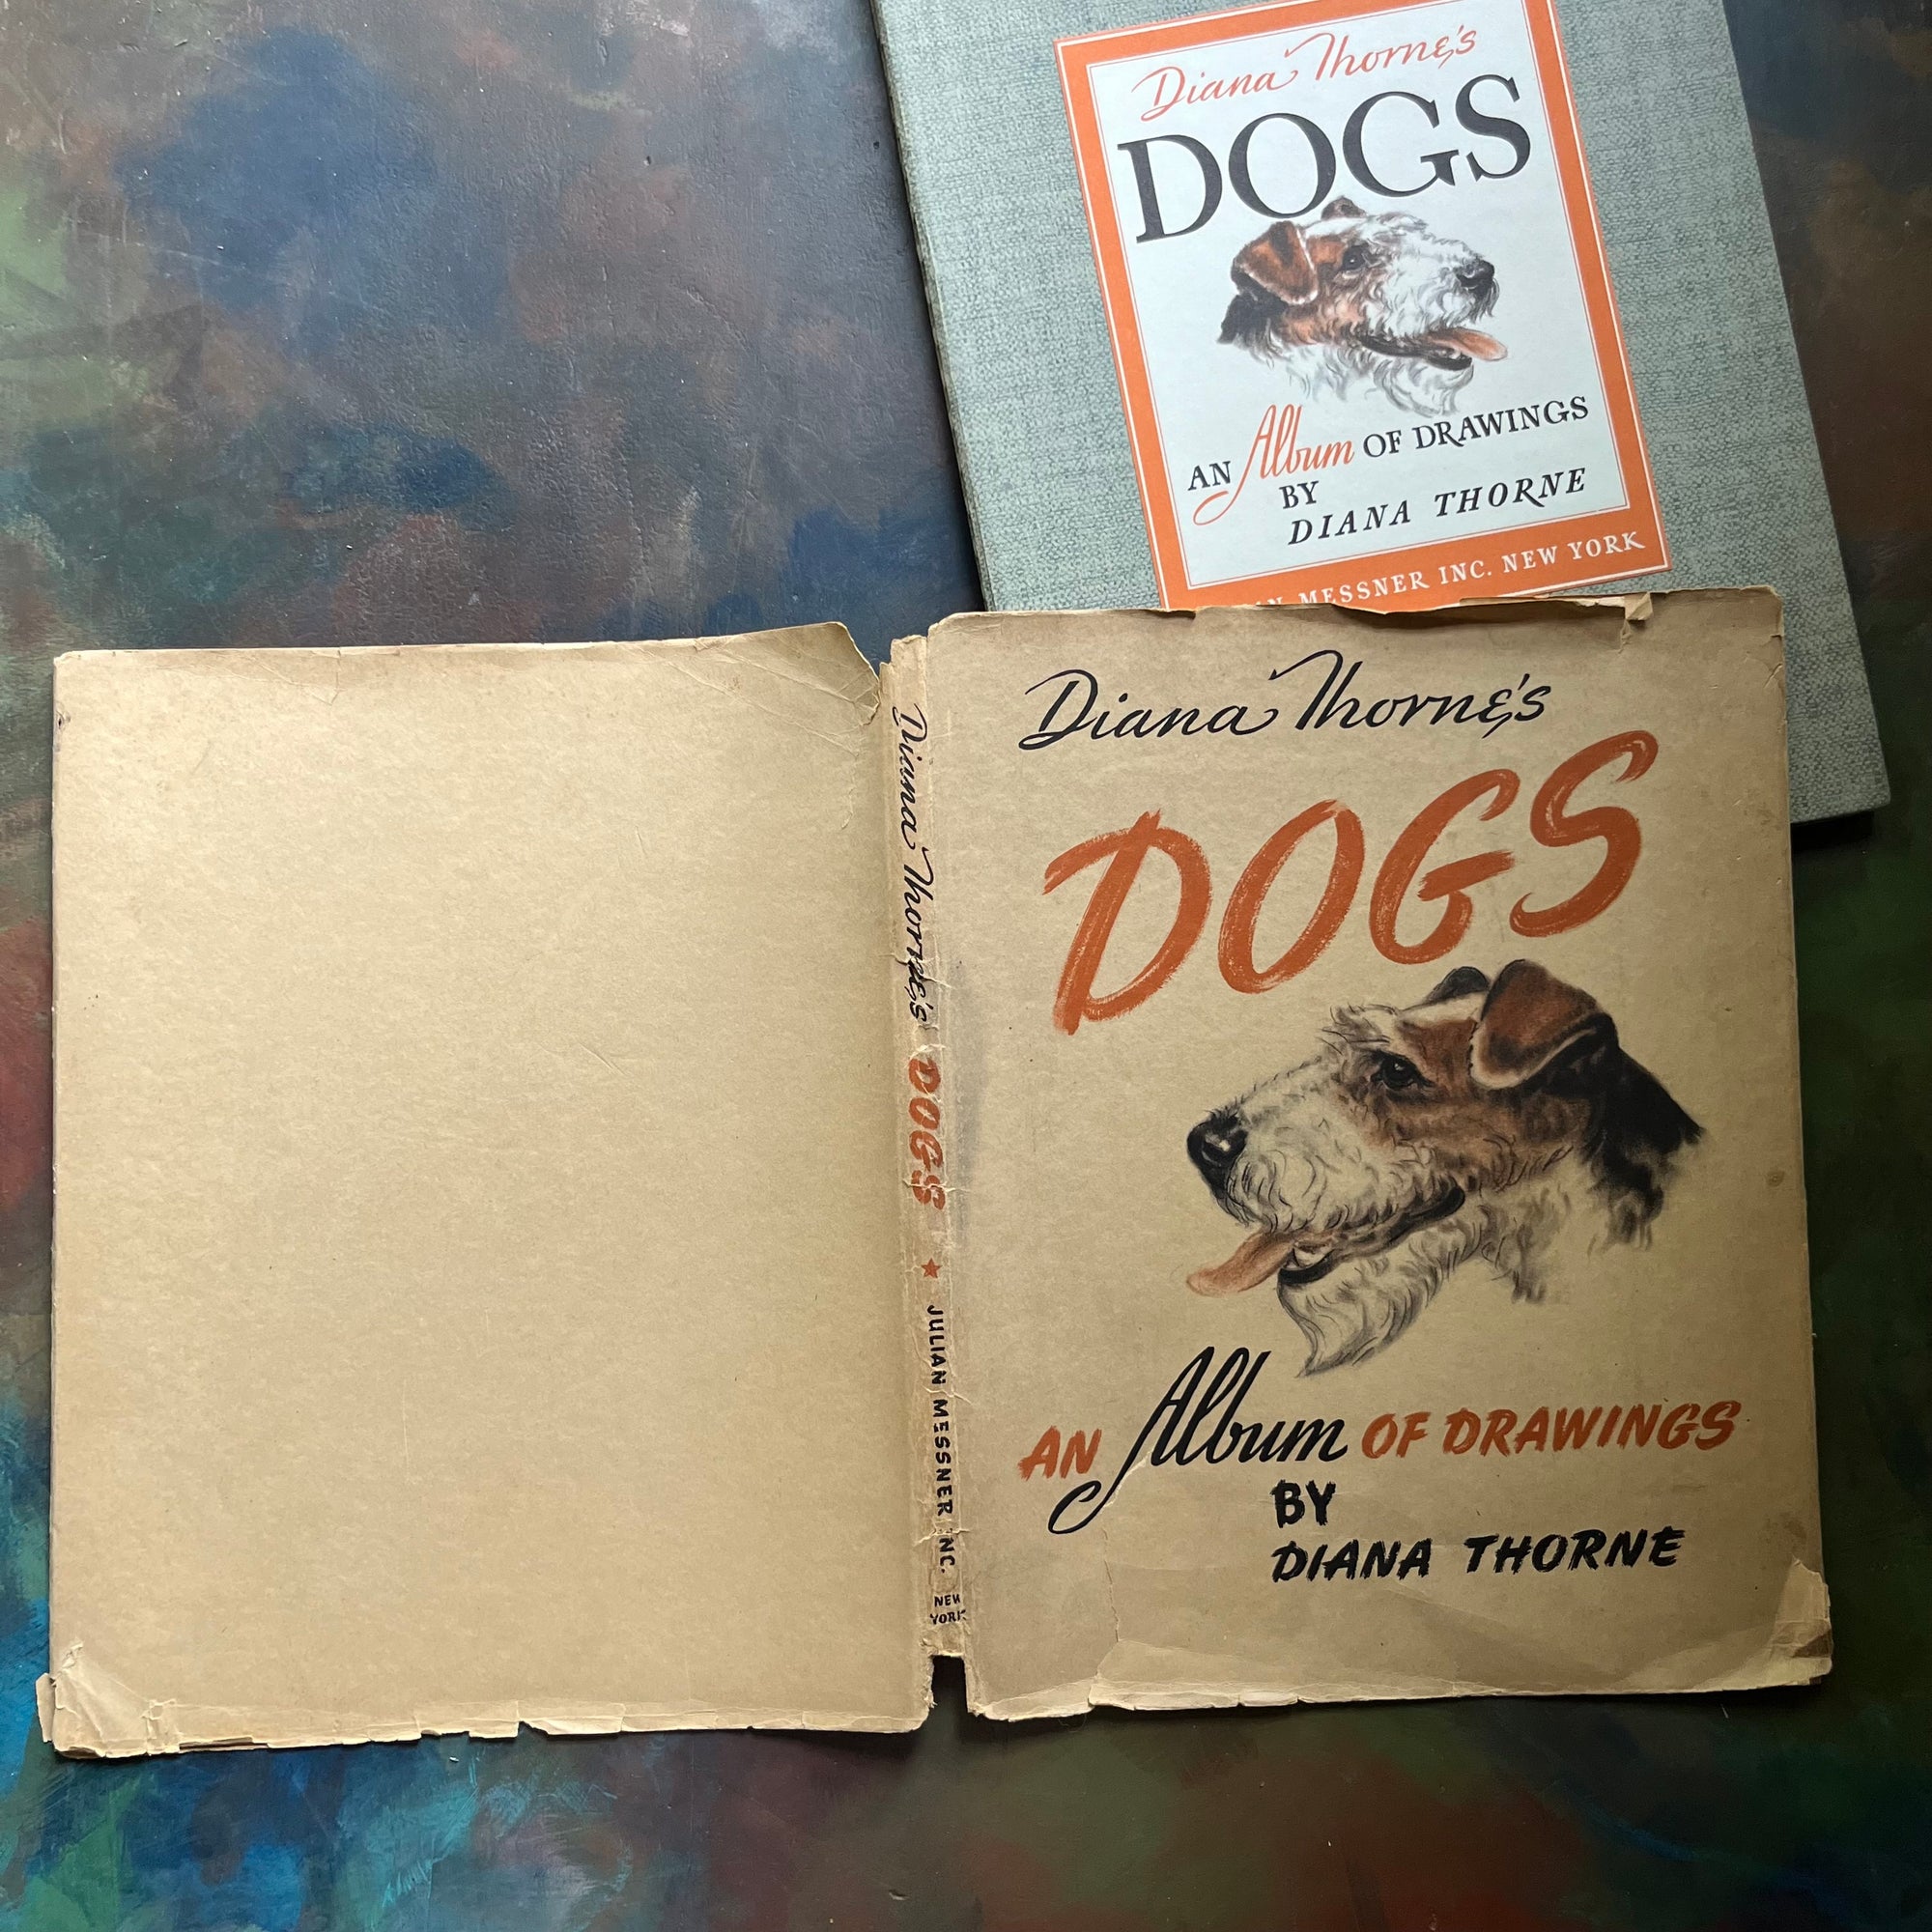 Diana Thorne's
DOGS
AN Album OF DRAWINGS
BY
DIANA THORNE
MESSNER INC. NEW YORK
Diana Thorne's DOGS ★ JULIAN MESSNER INC.
NEW
YORK
Diana Thorne's
DOGS
AN Album OF DRAWINGS
BY
DIANA THORNE